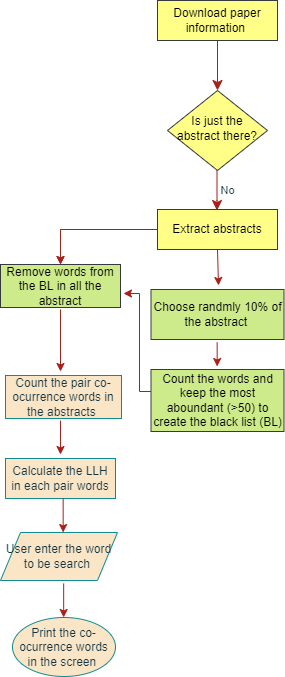 Download paper
information
Is just the
abstract there?
No
Extract abstracts
Remove words from
the BL in all the
abstract
Choose randmly 10% of
the abstract
Count the words and
keep the most
aboundant (>50) to
create the black list (BL)
Count the pair co-
ocurrence words in
the abstracts
Calculate the LLH
in each pair words
User enter the word
to be search
Print the co-
ocurrence words
in the screen